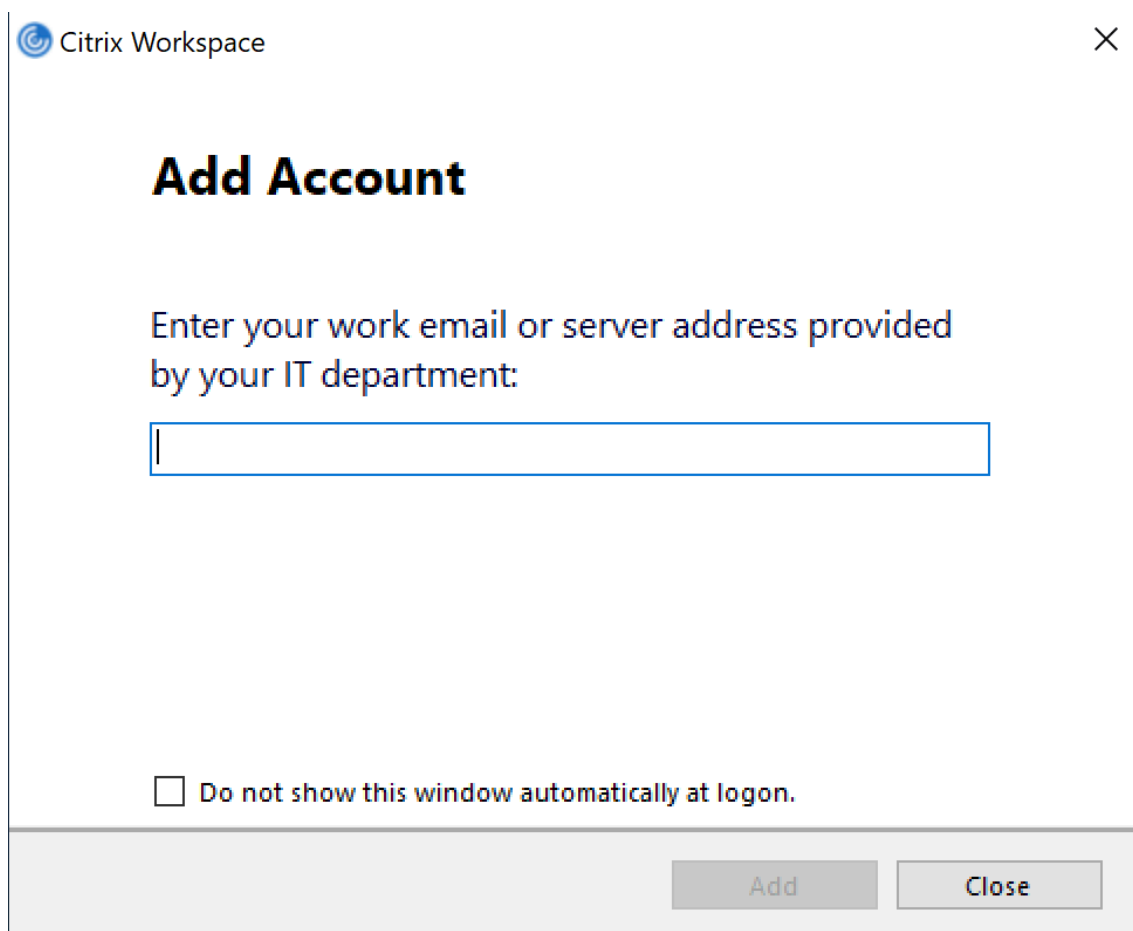 Citrix Workspace
Add Account
Enter your work email or server address provided
by your IT department:
Do not show this window automatically at logon.
Add
Close